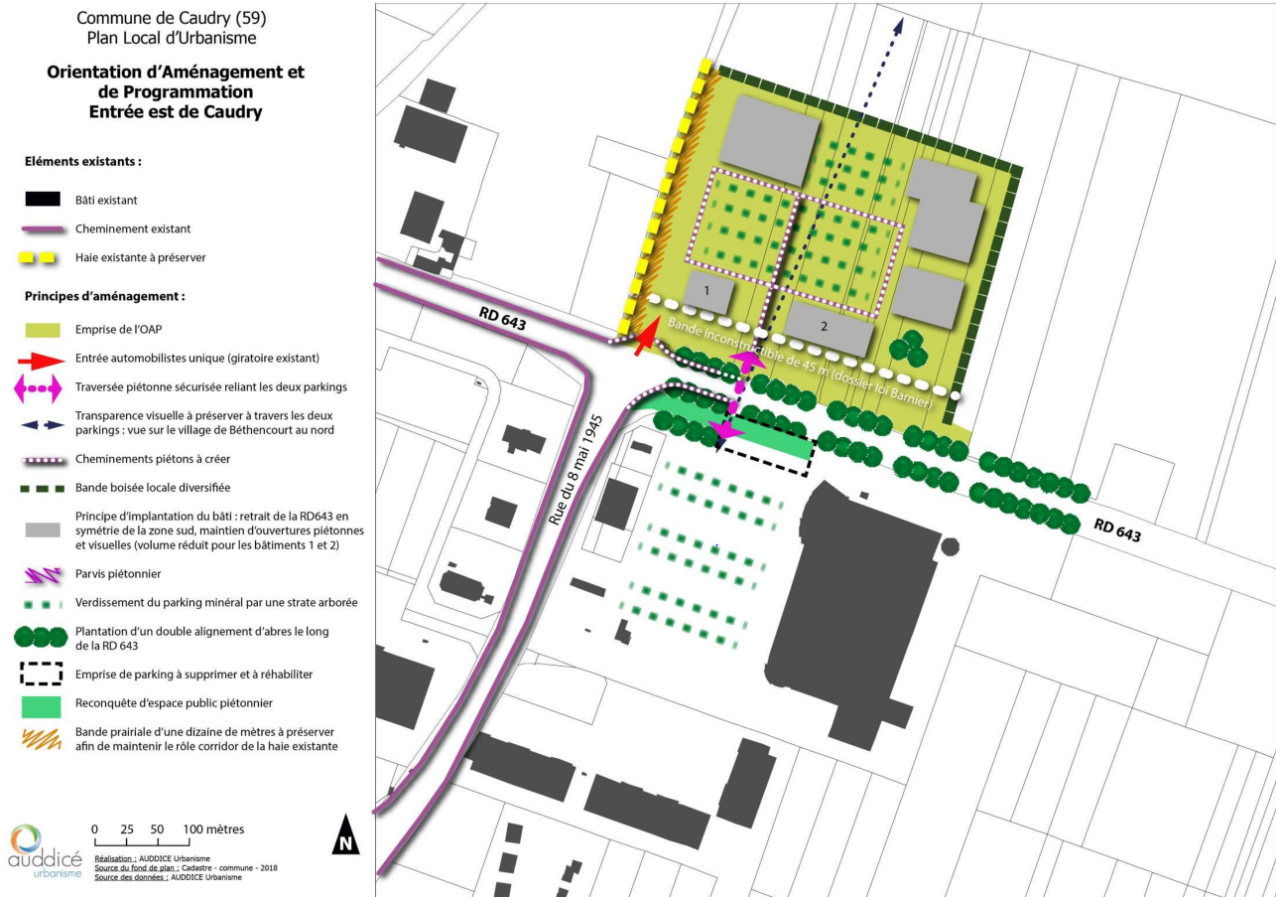 Commune de Caudry (59)
Plan Local d'Urbanisme
Orientation d'Aménagement et
de Programmation
Entrée est de Caudry
Eléments existants :
Bâti existant
Cheminement existant
Haie existante à préserver
Principes d'aménagement :
Emprise de l'OAP
Entrée automobilistes unique (giratoire existant)
Traversée piétonne sécurisée reliant les deux parkings
Transparence visuelle à préserver à travers les deux
parkings : vue sur le village de Béthencourt au nord
Cheminements piétons à créer
Bande boisée locale diversifiée
Principe d'implantation du bâti : retrait de la RD643 en
symétrie de la zone sud, maintien d'ouvertures piétonnes
et visuelles (volume réduit pour les bâtiments 1 et 2)
Parvis piétonnier
Verdissement du parking minéral par une strate arborée
Plantation d'un double alignement d'abres le long
de la RD 643
Emprise de parking à supprimer et à réhabiliter
Reconquête d'espace public piétonnier
Bande prairiale d'une dizaine de mètres à préserver
afin de maintenir le rôle corridor de la haie existante
auddicé
urbanisme
0 25 50 100 mètres
Réalisation : AUDDICE Urbanisme
Source du fond de plan : Cadastre - commune - 2018
Source des données : AUDDICE Urbanisme
N
1
2
RD 643
Bande inconstructible de 45 m (dossier loi Barnier)
Rue du 8 mai 1945
RD 643